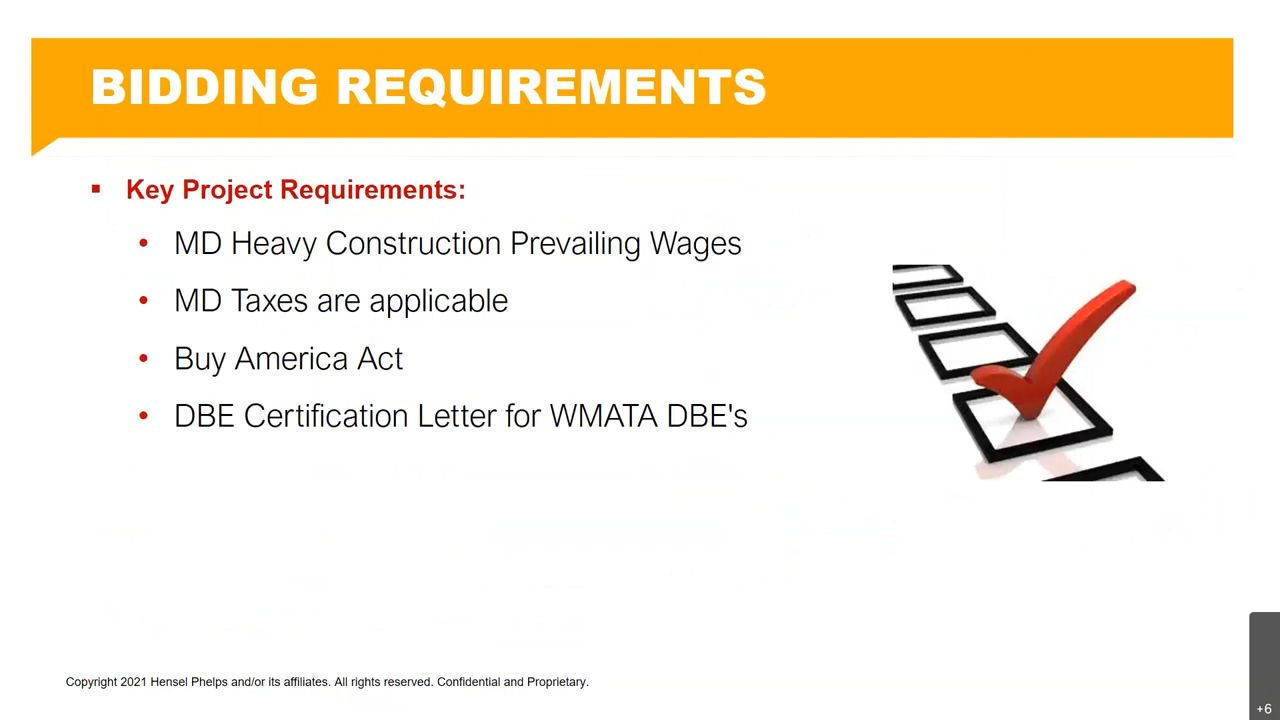 BIDDING REQUIREMENTS
▪ Key Project Requirements:
• MD Heavy Construction Prevailing Wages
• MD Taxes are applicable
• Buy America Act
• DBE Certification Letter for WMATA DBE's
Copyright 2021 Hensel Phelps and/or its affiliates. All rights reserved. Confidential and Proprietary.
+6